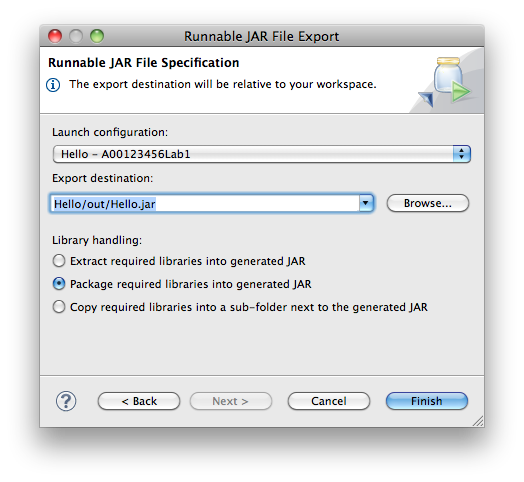 Runnable JAR File Export
Runnable JAR File Specification
The export destination will be relative to your workspace.
Launch configuration:
Hello - A00123456Lab1
Export destination:
Hello/out/Hello.jar
Browse...
Library handling:
Extract required libraries into generated JAR
Package required libraries into generated JAR
Copy required libraries into a sub-folder next to the generated JAR
? < Back Next > Cancel Finish